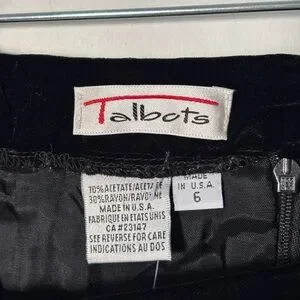 Talbots
70% ACETATE/ACETATE
30% RAYON/RAYONNE
MADE IN U.S.A.
FABRIQUE EN ETATS UNIS
CA #23147
SEE REVERSE FOR CARE
INDICATIONS AU DOS
MADE
IN U.S.A.
6